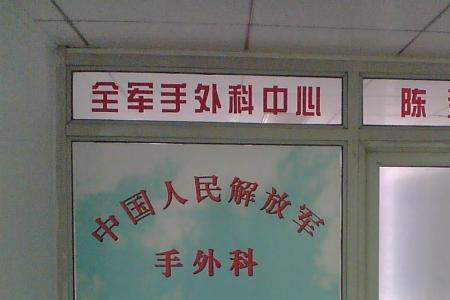 全军手外科中心
陈
中国人民解放军
手外科